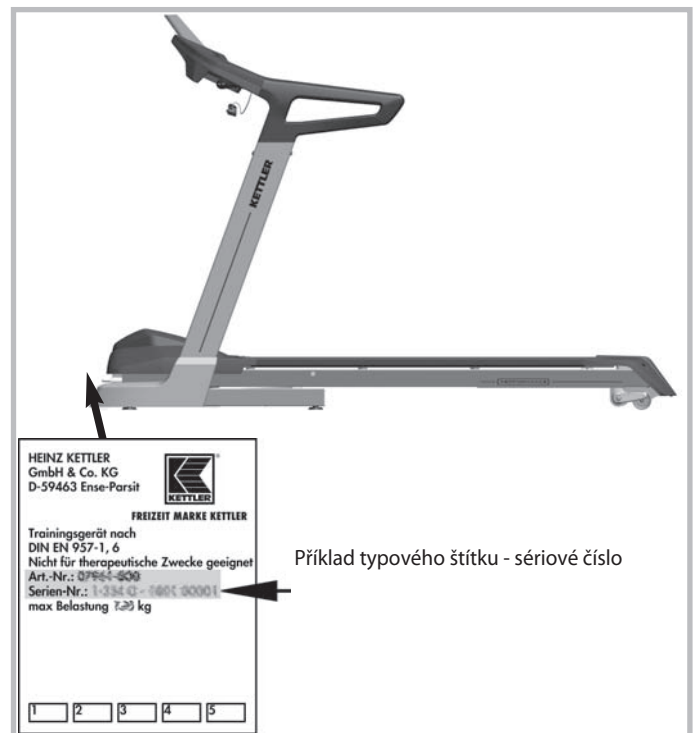 KETTLER
HEINZ KETTLER
GmbH & Co. KG
D-59463 Ense-Parsit
KETTLER
FREIZEIT MARKE KETTLER
Trainingsgerät nach
DIN EN 957-1, 6
Nicht für therapeutische Zwecke geeignet
Art.-Nr.:
Serien-Nr.:
max Belastung kg
Příklad typového štítku - sériové číslo
1 2 3 4 5